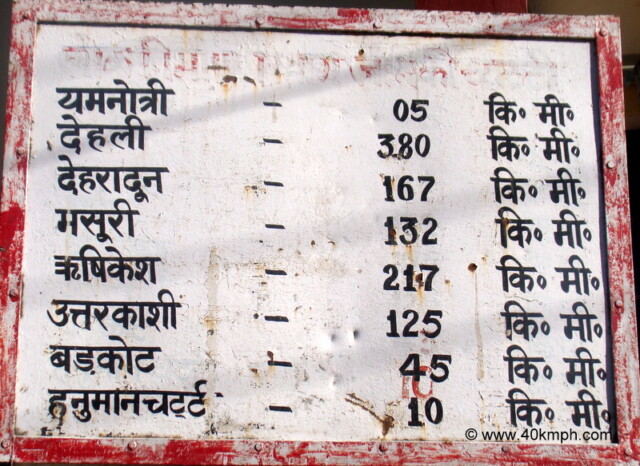 यमनोत्री - 05 कि॰ मी॰
देहली - 380 कि॰ मी॰
देहरादून - 167 कि॰ मी॰
मसूरी - 132 कि॰ मी॰
ऋषिकेश - 217 कि॰ मी॰
उत्तरकाशी - 125 कि॰ मी॰
बड़कोट - 45 कि॰ मी॰
हनुमानचट्टी - 10 कि॰ मी॰
© www.40kmph.com